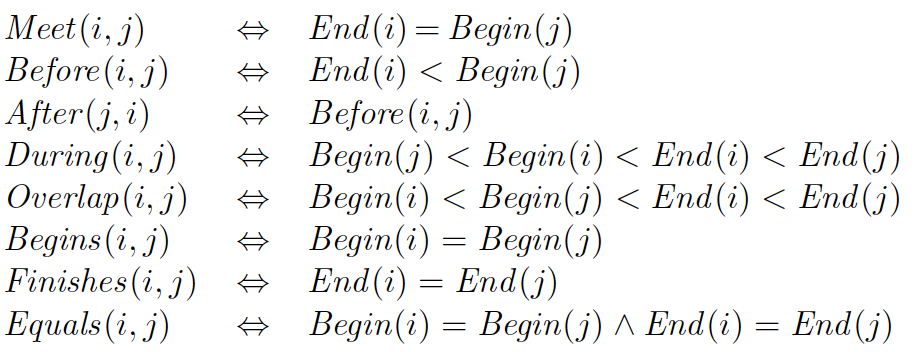 Meet(i, j) ⇔ End(i) = Begin(j)
Before(i, j) ⇔ End(i) < Begin(j)
After(j, i) ⇔ Before(i, j)
During(i, j) ⇔ Begin(j) < Begin(i) < End(i) < End(j)
Overlap(i, j) ⇔ Begin(i) < Begin(j) < End(i) < End(j)
Begins(i, j) ⇔ Begin(i) = Begin(j)
Finishes(i, j) ⇔ End(i) = End(j)
Equals(i, j) ⇔ Begin(i) = Begin(j) ∧ End(i) = End(j)